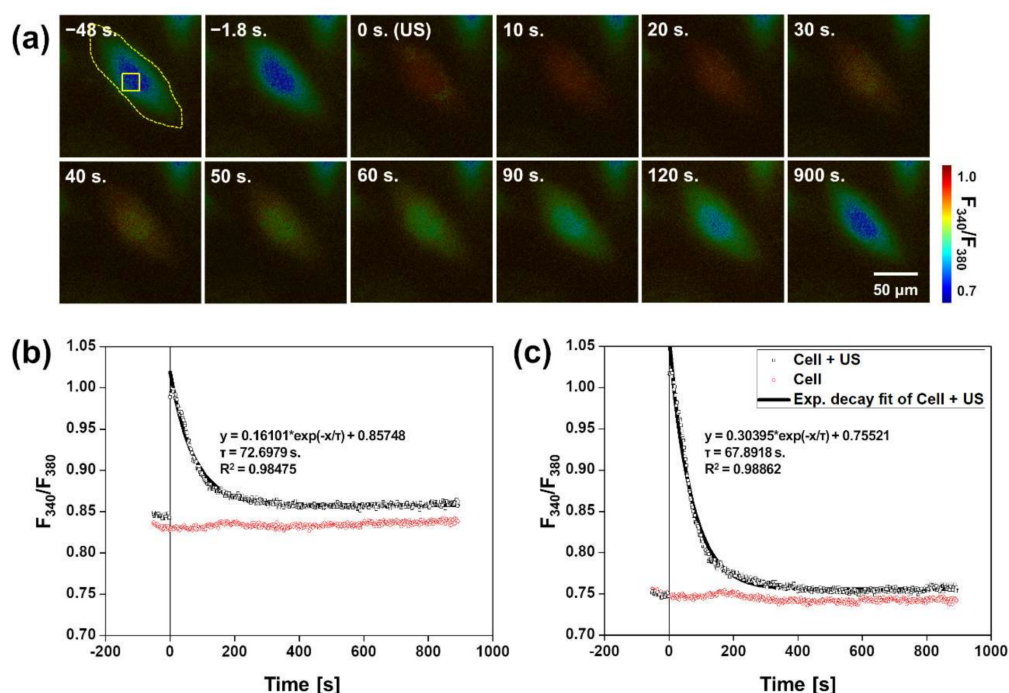 (a)
−48 s.
−1.8 s.
0 s. (US)
10 s.
20 s.
30 s.
40 s.
50 s.
60 s.
90 s.
120 s.
900 s.
50 μm
1.0
F340/F380
0.7
(b)
1.05
1.00
0.95
0.90
0.85
0.80
0.75
0.70
F340/F380
y = 0.16101*exp(-x/τ) + 0.85748
τ = 72.6979 s.
R² = 0.98475
-200 0 200 400 600 800 1000
Time [s]
(c)
1.05
1.00
0.95
0.90
0.85
0.80
0.75
0.70
F340/F380
Cell + US
Cell
Exp. decay fit of Cell + US
y = 0.30395*exp(-x/τ) + 0.75521
τ = 67.8918 s.
R² = 0.98862
-200 0 200 400 600 800 1000
Time [s]